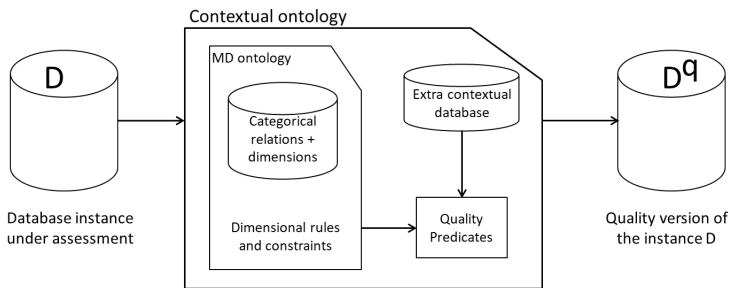 Contextual ontology
D
Database instance
under assessment
MD ontology
Categorical
relations +
dimensions
Dimensional rules
and constraints
Extra contextual
database
Quality
Predicates
Dq
Quality version of
the instance D